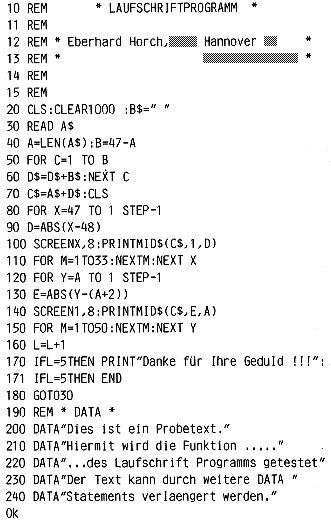 10 REM * LAUFSCHRIFTPROGRAMM *
11 REM
12 REM * Eberhard Horch, Hannover *
13 REM *
14 REM
15 REM
20 CLS:CLEAR1000 :B$=" "
30 READ A$
40 A=LEN(A$):B=47-A
50 FOR C=1 TO B
60 D$=D$+B$:NEXT C
70 C$=A$+D$:CLS
80 FOR X=47 TO 1 STEP-1
90 D=ABS(X-48)
100 SCREENX,8:PRINTMID$(C$,1,D)
110 FOR M=1TO33:NEXTM:NEXT X
120 FOR Y=A TO 1 STEP-1
130 E=ABS(Y-(A+2))
140 SCREEN1,8:PRINTMID$(C$,E,A)
150 FOR M=1TO50:NEXTM:NEXT Y
160 L=L+1
170 IFL=5THEN PRINT"Danke für Ihre Geduld !!!":
171 IFL=5THEN END
180 GOTO30
190 REM * DATA *
200 DATA"Dies ist ein Probetext."
210 DATA"Hiermit wird die Funktion ....."
220 DATA"...des Laufschrift Programms getestet"
230 DATA"Der Text kann durch weitere DATA "
240 DATA"Statements verlaengert werden."
Ok